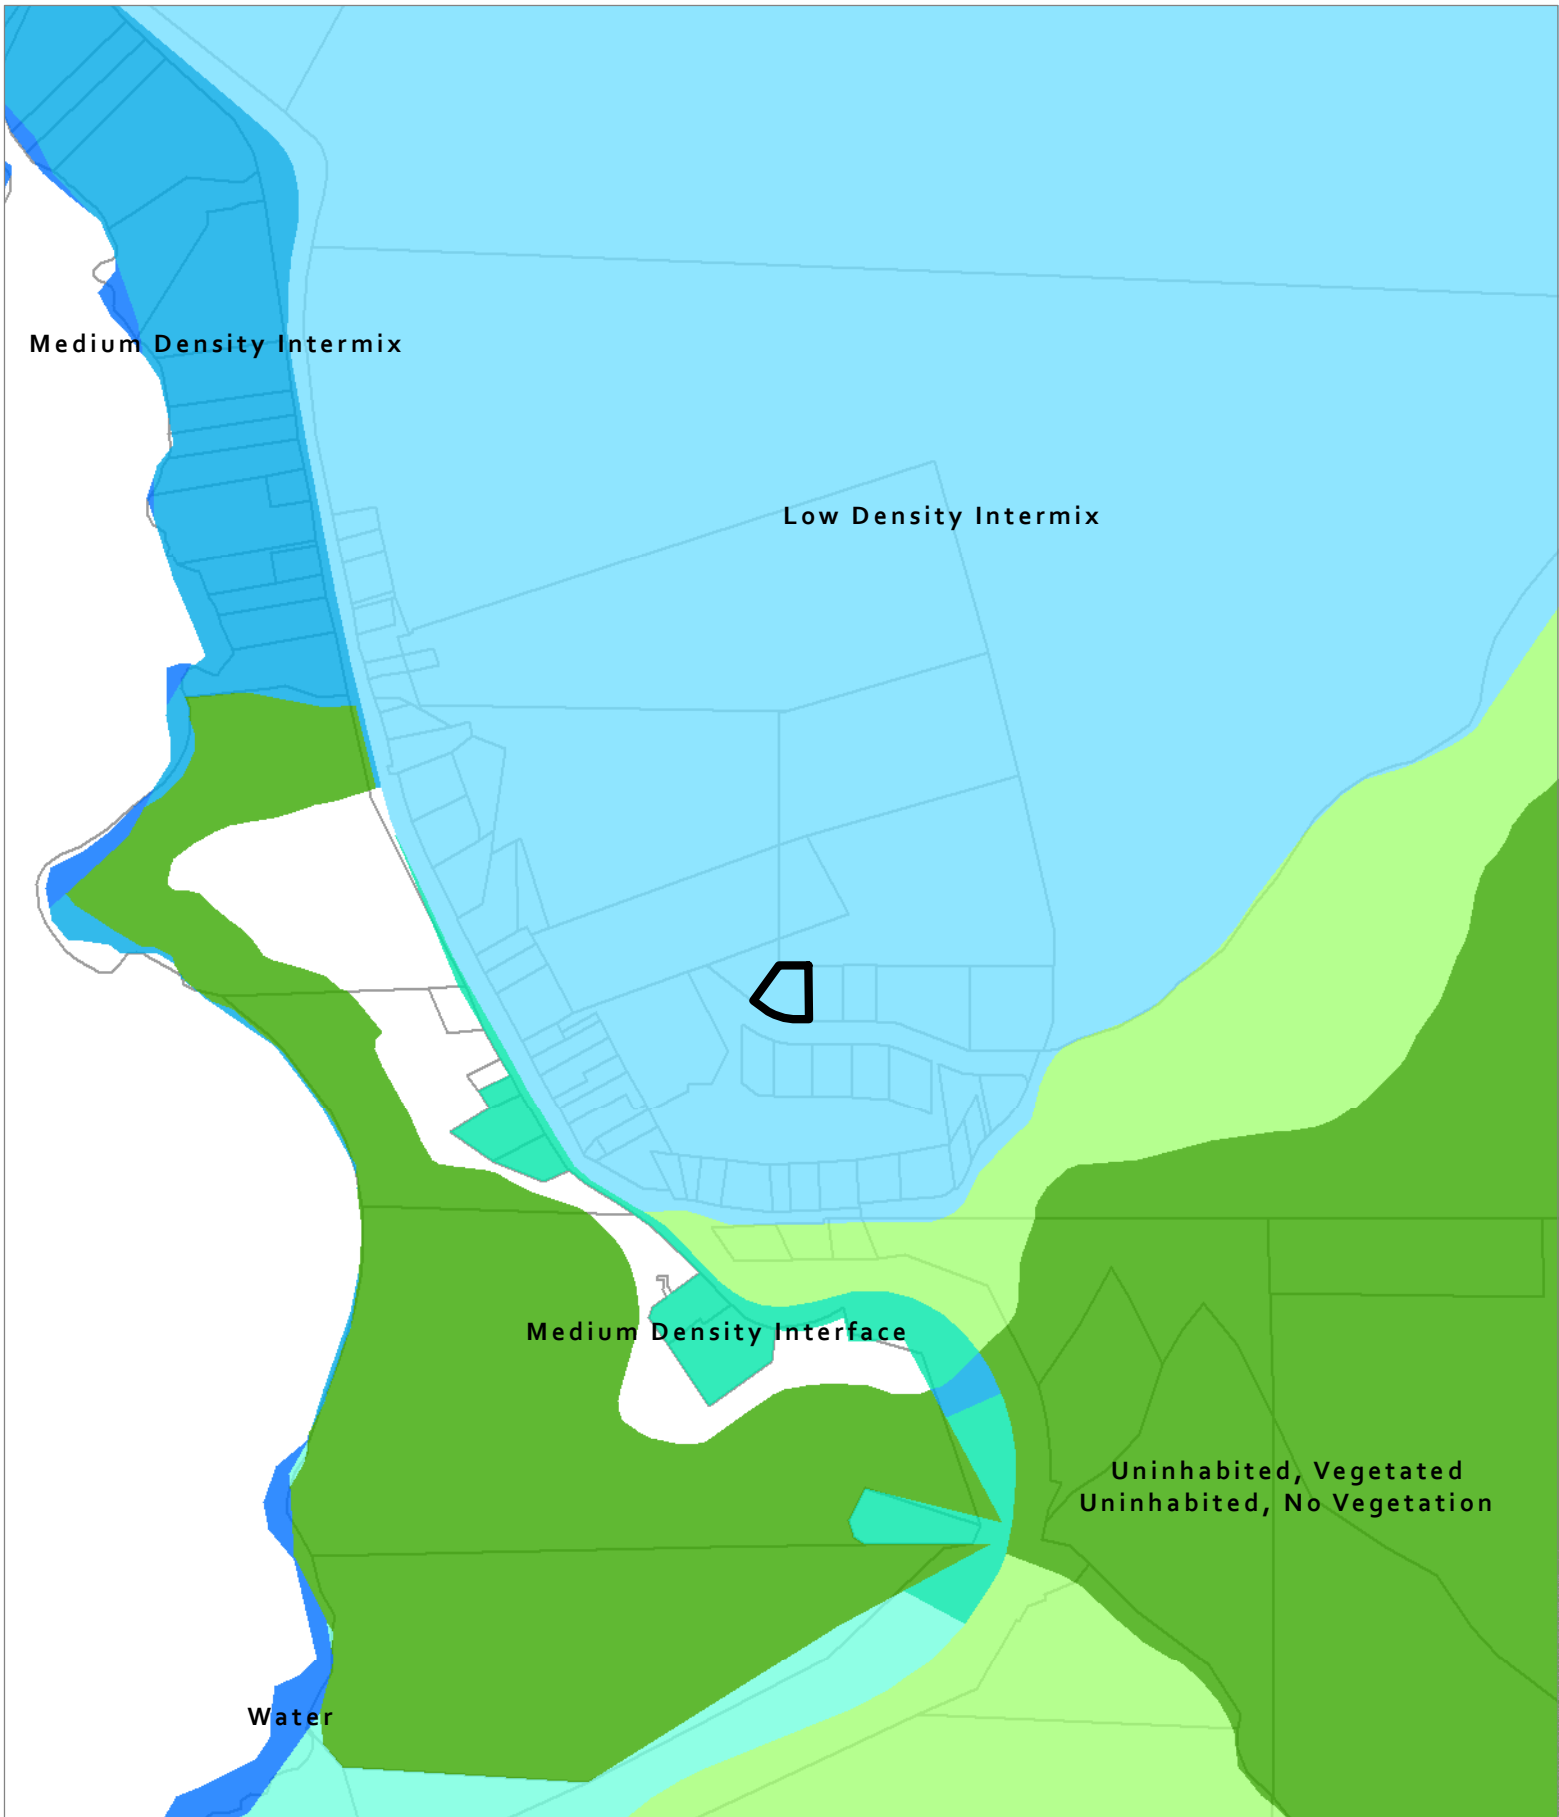 Medium Density Intermix
Low Density Intermix
Medium Density Interface
Uninhabited, Vegetated
Uninhabited, No Vegetation
Water